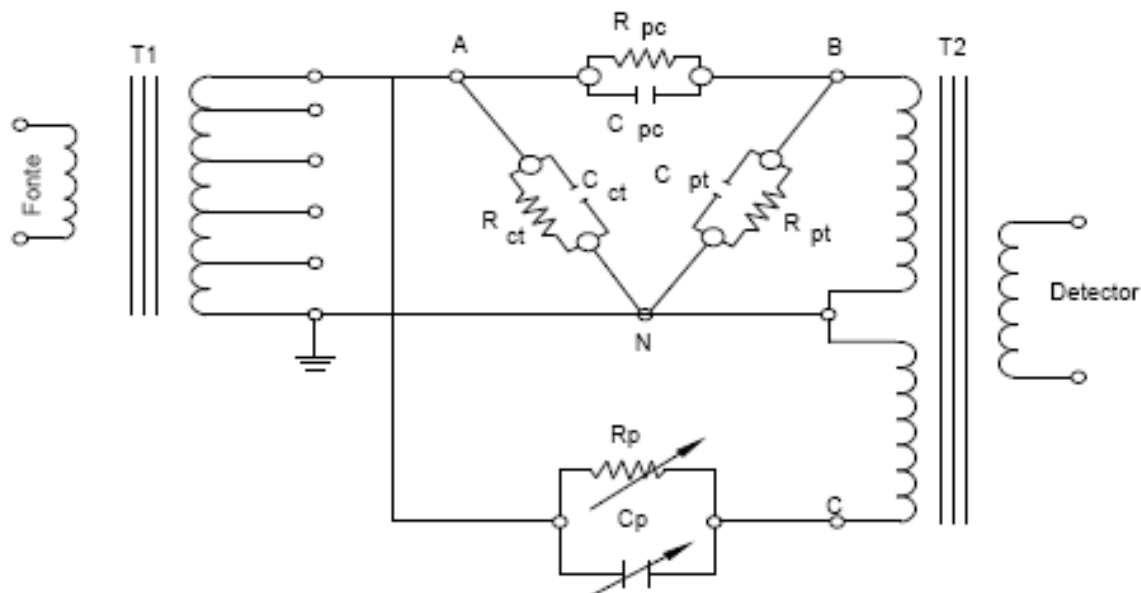 T1
A
R pc
B
T2
Fonte
C pc
C ct
C pt
R ct
R pt
Detector
N
Rp
Cp
C